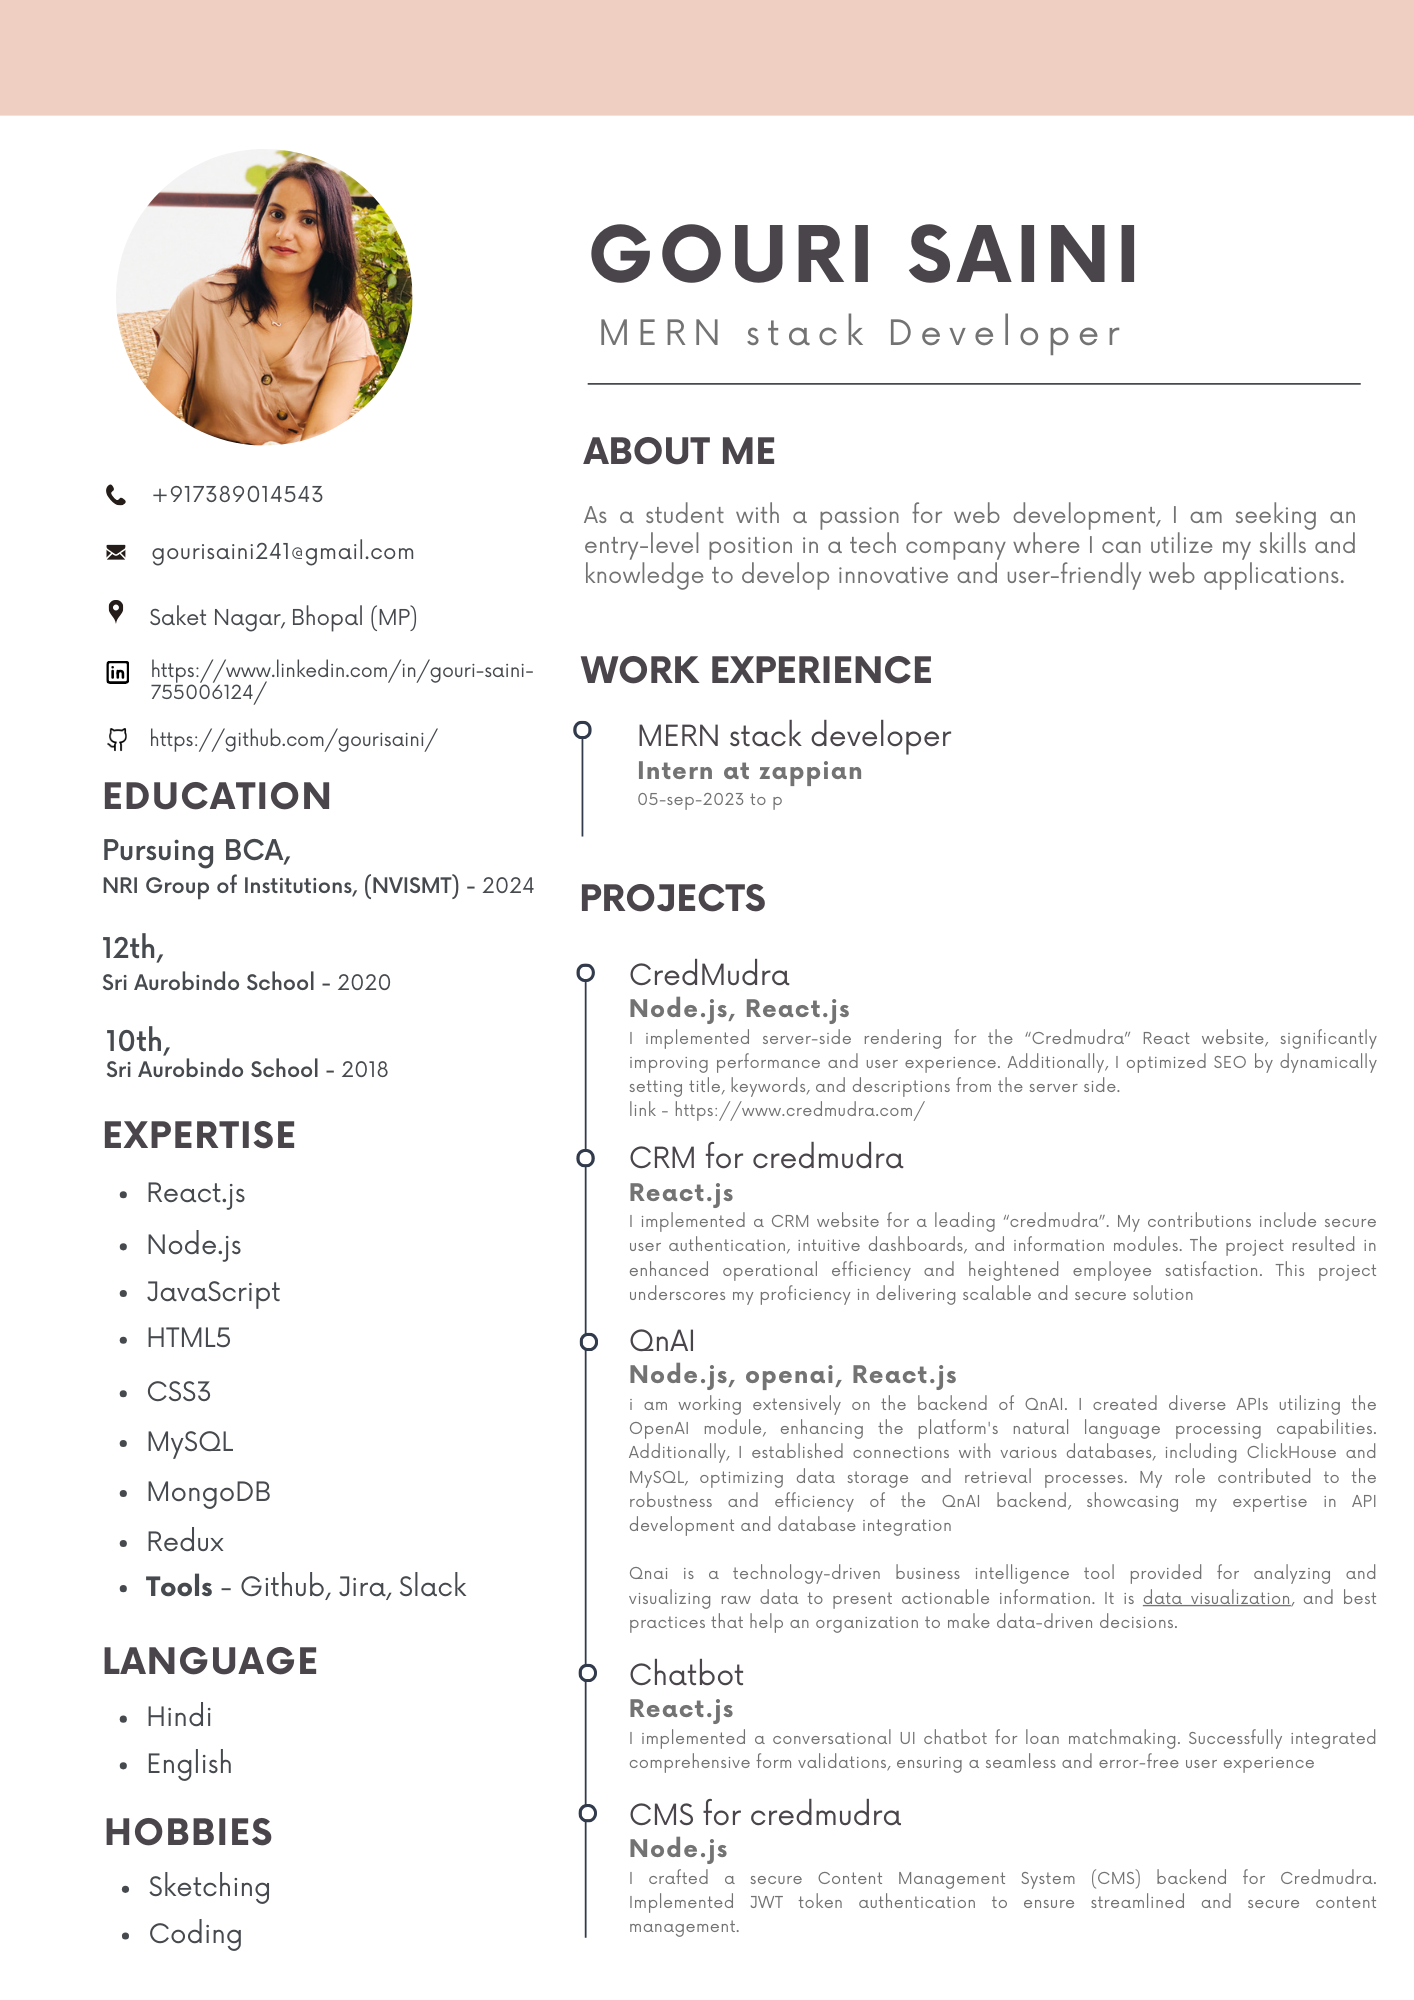 GOURI SAINI
MERN stack Developer
+917389014543
gourisaini241@gmail.com
Saket Nagar, Bhopal (MP)
https://www.linkedin.com/in/gouri-saini-
755006124/
https://github.com/gourisaini/
EDUCATION
Pursuing BCA,
NRI Group of Institutions, (NVISMT) - 2024
12th,
Sri Aurobindo School - 2020
10th,
Sri Aurobindo School - 2018
EXPERTISE
• React.js
• Node.js
• JavaScript
• HTML5
• CSS3
• MySQL
• MongoDB
• Redux
• Tools - Github, Jira, Slack
LANGUAGE
• Hindi
• English
HOBBIES
• Sketching
• Coding
ABOUT ME
As a student with a passion for web development, I am seeking an
entry-level position in a tech company where I can utilize my skills and
knowledge to develop innovative and user-friendly web applications.
WORK EXPERIENCE
MERN stack developer
Intern at zappian
05-sep-2023 to p
PROJECTS
CredMudra
Node.js, React.js
I implemented server-side rendering for the “Credmudra” React website, significantly
improving performance and user experience. Additionally, I optimized SEO by dynamically
setting title, keywords, and descriptions from the server side.
link - https://www.credmudra.com/
CRM for credmudra
React.js
I implemented a CRM website for a leading “credmudra”. My contributions include secure
user authentication, intuitive dashboards, and information modules. The project resulted in
enhanced operational efficiency and heightened employee satisfaction. This project
underscores my proficiency in delivering scalable and secure solution
QnAI
Node.js, openai, React.js
i am working extensively on the backend of QnAI. I created diverse APIs utilizing the
OpenAI module, enhancing the platform's natural language processing capabilities.
Additionally, I established connections with various databases, including ClickHouse and
MySQL, optimizing data storage and retrieval processes. My role contributed to the
robustness and efficiency of the QnAI backend, showcasing my expertise in API
development and database integration
Qnai is a technology-driven business intelligence tool provided for analyzing and
visualizing raw data to present actionable information. It is data visualization, and best
practices that help an organization to make data-driven decisions.
Chatbot
React.js
I implemented a conversational UI chatbot for loan matchmaking. Successfully integrated
comprehensive form validations, ensuring a seamless and error-free user experience
CMS for credmudra
Node.js
I crafted a secure Content Management System (CMS) backend for Credmudra.
Implemented JWT token authentication to ensure streamlined and secure content
management.